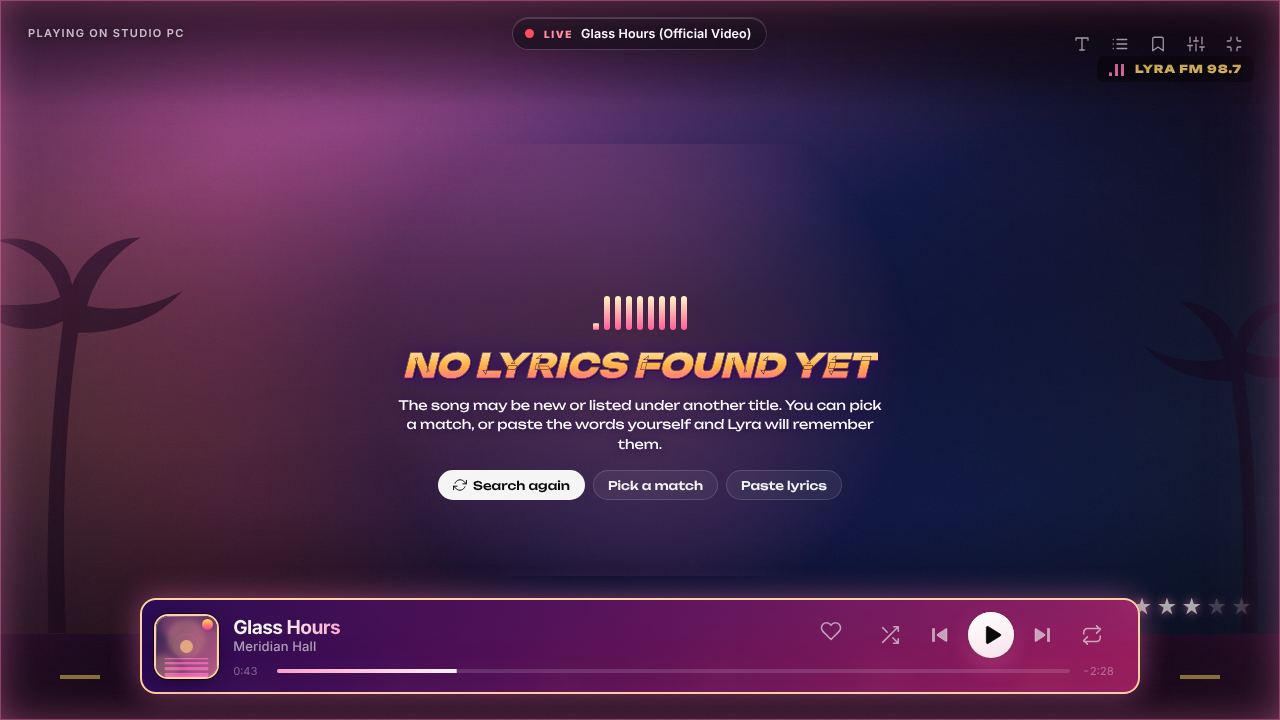 PLAYING ON STUDIO PC
LIVE Glass Hours (Official Video)
LYRA FM 98.7
NO LYRICS FOUND YET
The song may be new or listed under another title. You can pick
a match, or paste the words yourself and Lyra will remember
them.
Search again
Pick a match
Paste lyrics
Glass Hours
Meridian Hall
0:43
-2:28